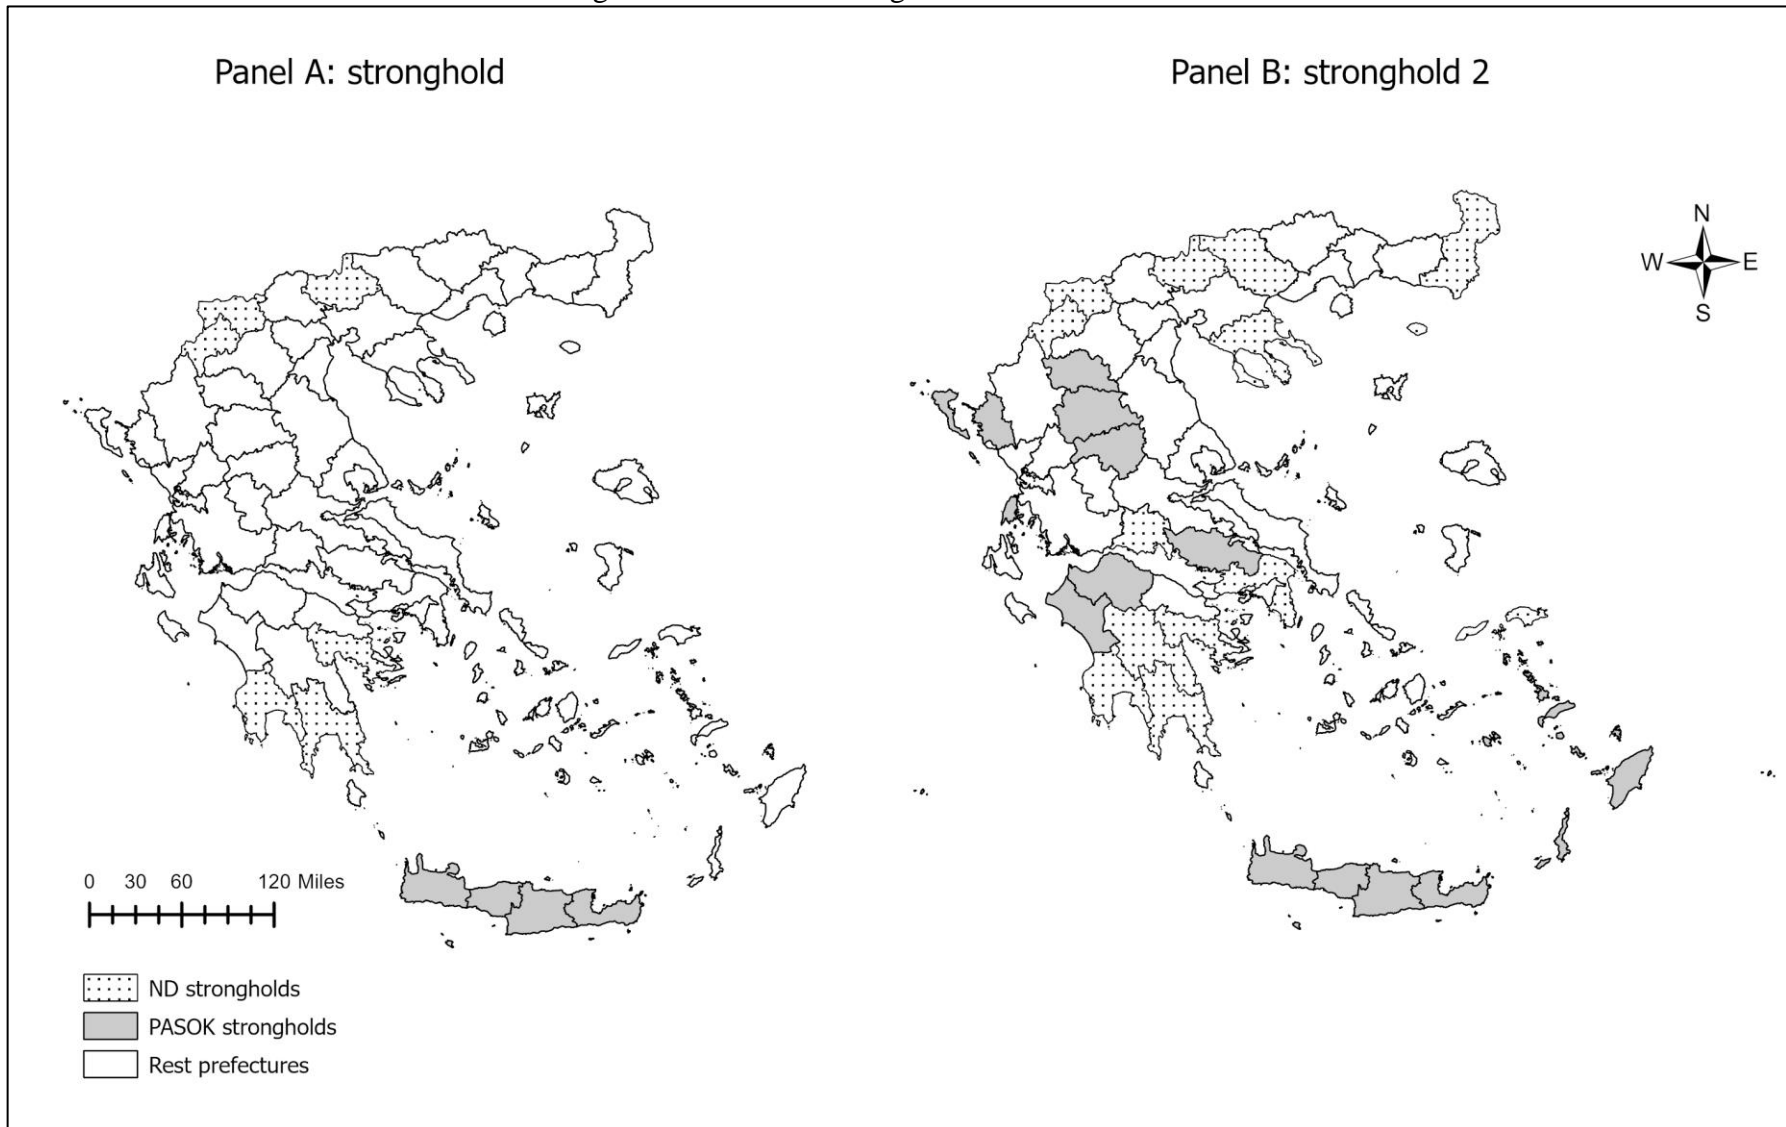 Panel A: stronghold
Panel B: stronghold 2
N
W E
S
0 30 60 120 Miles
ND strongholds
PASOK strongholds
Rest prefectures